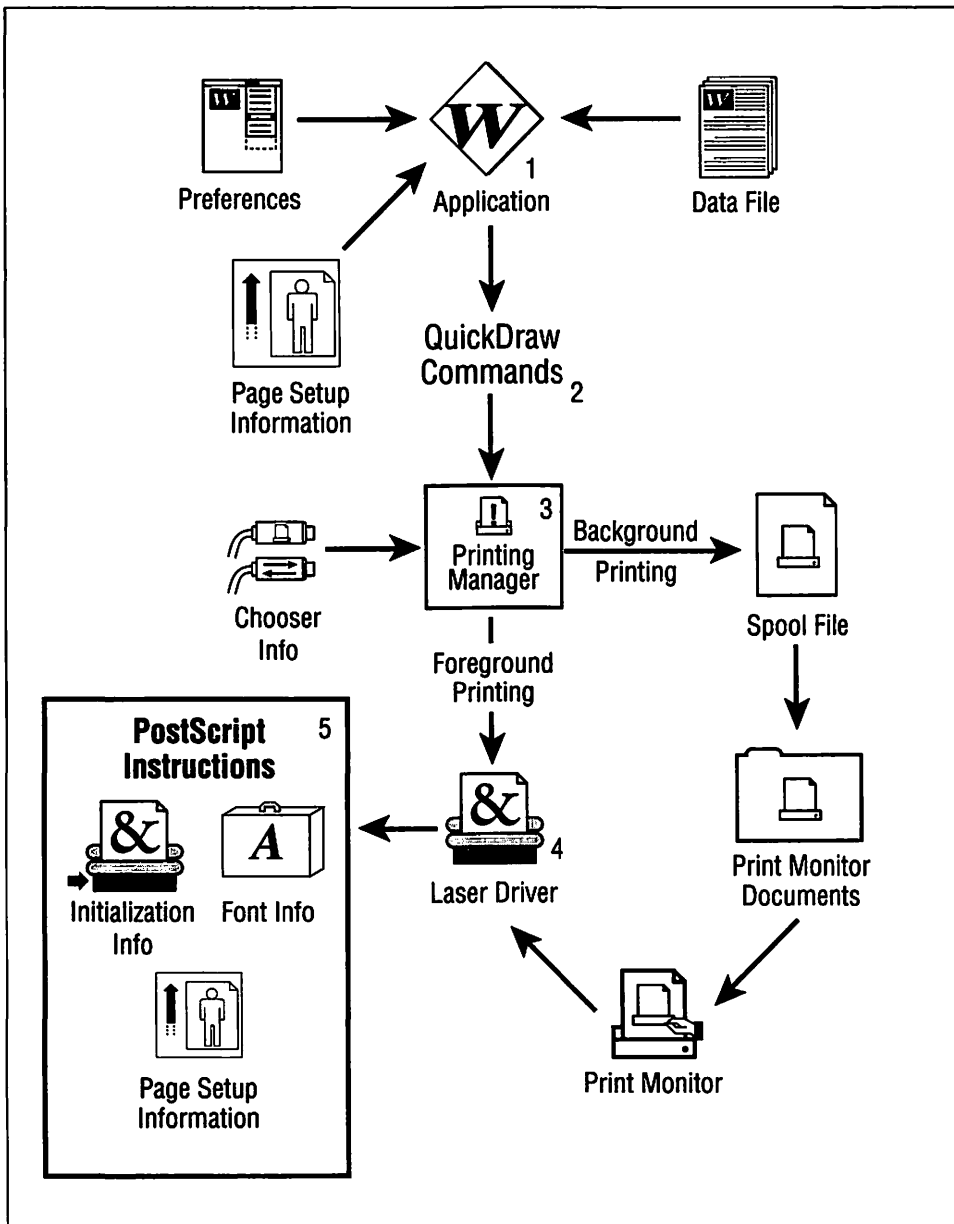 W
W
W
1
Preferences
Application
Data File
Page Setup
Information
QuickDraw
Commands
2
!
3
Printing
Manager
Background
Printing
Chooser
Info
Spool File
Foreground
Printing
PostScript
Instructions
5
&
A
&
4
Initialization
Info
Font Info
Laser Driver
Print Monitor
Documents
Page Setup
Information
Print Monitor